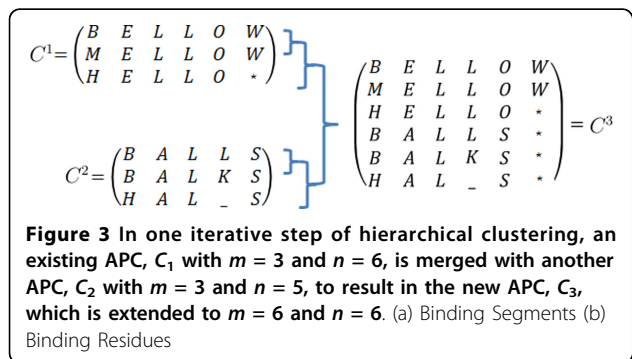 C¹= (B E L L O W
M E L L O W
H E L L O *)
C²= (B A L L S
B A L K S
H A L _ S)
(B E L L O W
M E L L O W
H E L L O *
B A L L S *
B A L K S *
H A L _ S *) = C³
Figure 3 In one iterative step of hierarchical clustering, an
existing APC, C₁ with m = 3 and n = 6, is merged with another
APC, C₂ with m = 3 and n = 5, to result in the new APC, C₃,
which is extended to m = 6 and n = 6. (a) Binding Segments (b)
Binding Residues